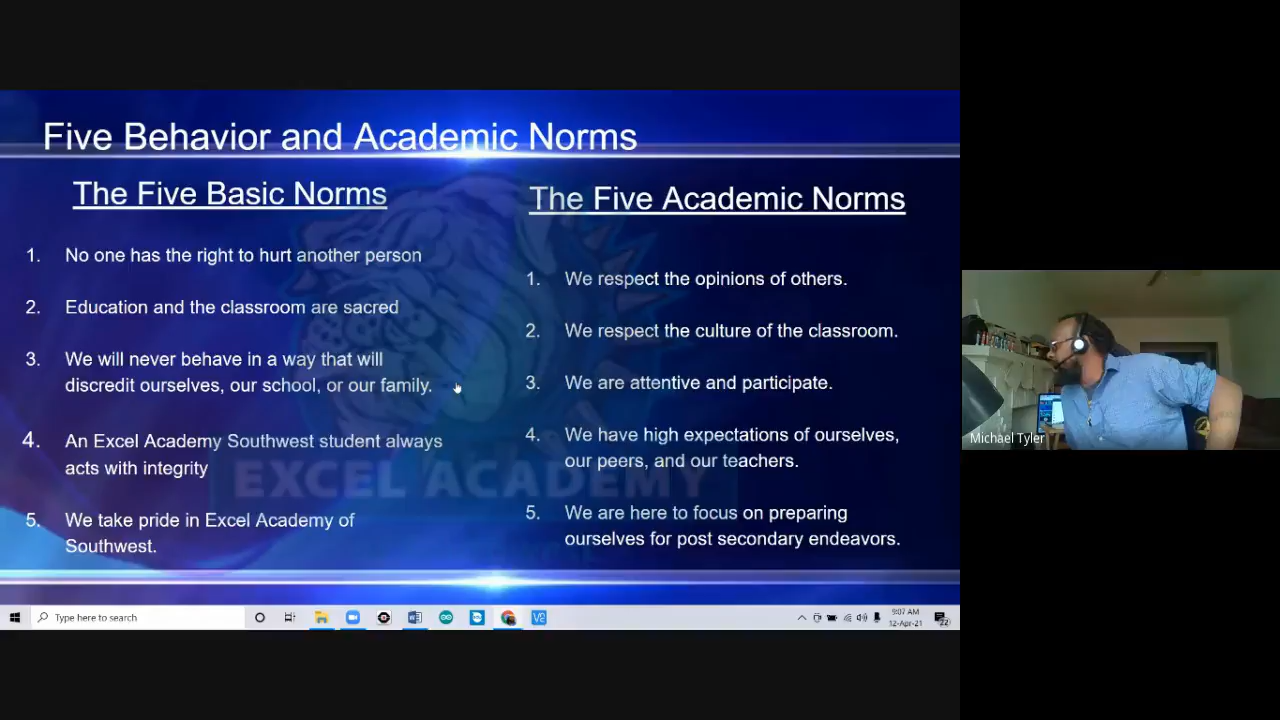 Five Behavior and Academic Norms
The Five Basic Norms
1. No one has the right to hurt another person
2. Education and the classroom are sacred
3. We will never behave in a way that will
discredit ourselves, our school, or our family.
4. An Excel Academy Southwest student always
acts with integrity
5. We take pride in Excel Academy of
Southwest.
The Five Academic Norms
1. We respect the opinions of others.
2. We respect the culture of the classroom.
3. We are attentive and participate.
4. We have high expectations of ourselves,
our peers, and our teachers.
5. We are here to focus on preparing
ourselves for post secondary endeavors.
EXCEL ACADEMY
Type here to search
9:07 AM
12-Apr-21
22
Michael Tyler